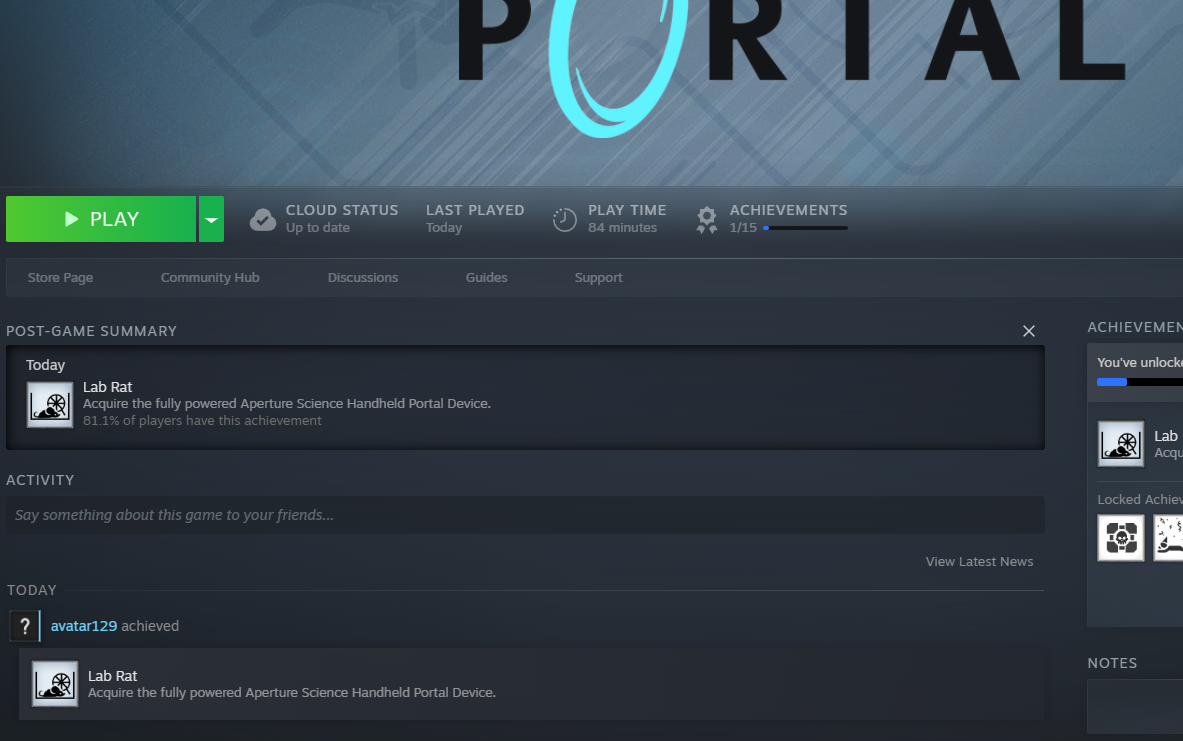 PORTAL
PLAY
CLOUD STATUS
Up to date
LAST PLAYED
Today
PLAY TIME
84 minutes
ACHIEVEMENTS
1/15
Store Page
Community Hub
Discussions
Guides
Support
POST-GAME SUMMARY
Today
Lab Rat
Acquire the fully powered Aperture Science Handheld Portal Device.
81.1% of players have this achievement
ACTIVITY
Say something about this game to your friends...
View Latest News
TODAY
?
avatar129 achieved
Lab Rat
Acquire the fully powered Aperture Science Handheld Portal Device.
ACHIEVEMEN
You've unlocke
Lab
Acqu
Locked Achiev
NOTES